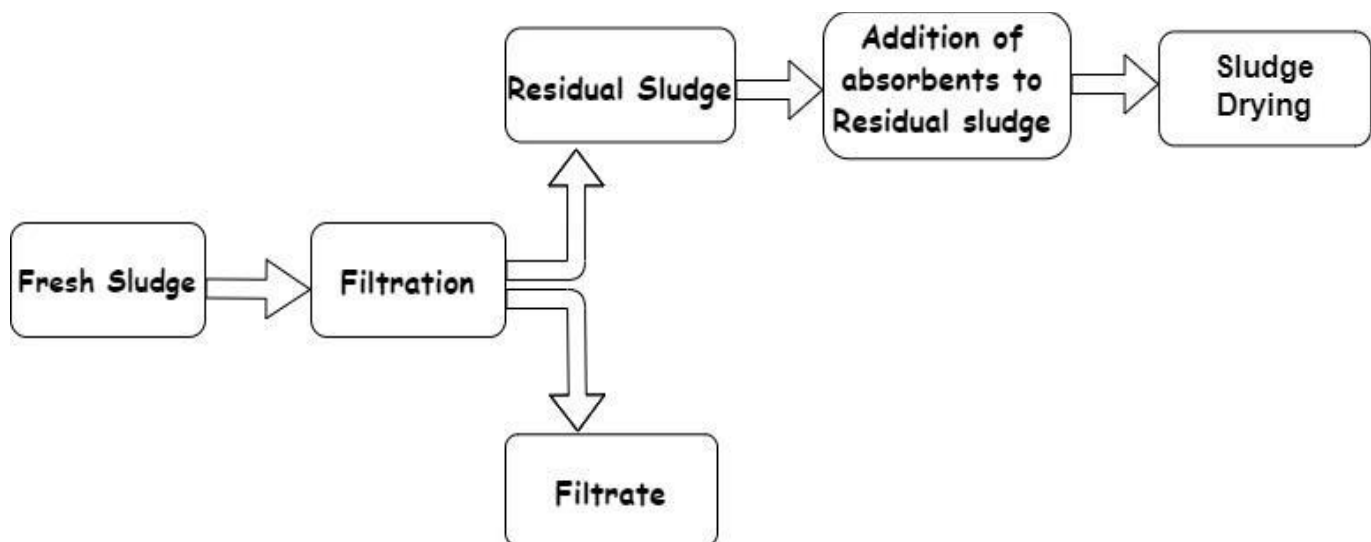 Fresh Sludge
Filtration
Residual Sludge
Addition of
absorbents to
Residual sludge
Sludge
Drying
Filtrate